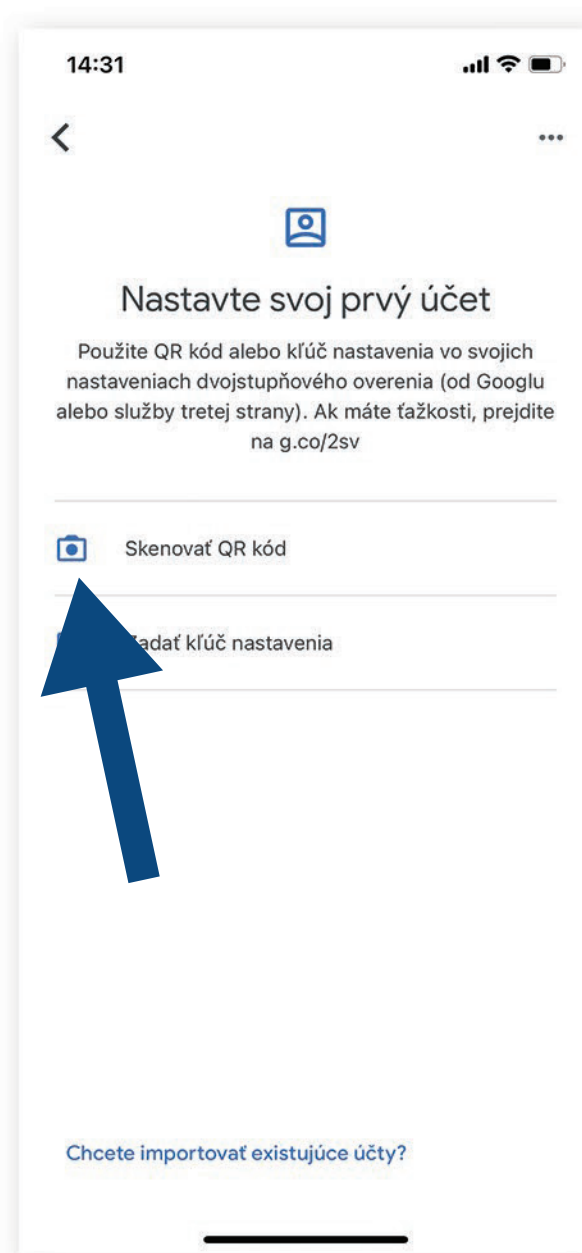 14:31
Nastavte svoj prvý účet
Použite QR kód alebo kľúč nastavenia vo svojich
nastaveniach dvojstupňového overenia (od Googlu
alebo služby tretej strany). Ak máte ťažkosti, prejdite
na g.co/2sv
Skenovať QR kód
kľúč nastavenia
Chcete importovať existujúce účty?